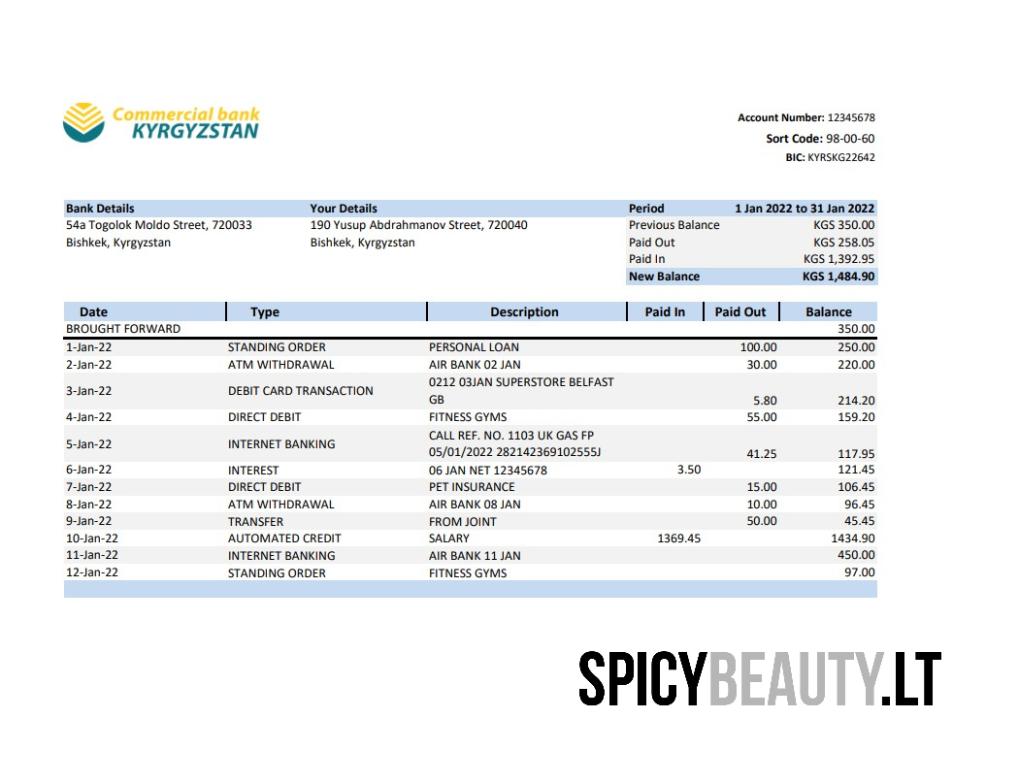 Commercial bank
KYRGYZSTAN
Account Number: 12345678
Sort Code: 98-00-60
BIC: KYRSKG22642
Bank Details Your Details Period 1 Jan 2022 to 31 Jan 2022
54a Togolok Moldo Street, 720033 190 Yusup Abdrahmanov Street, 720040 Previous Balance KGS 350.00
Bishkek, Kyrgyzstan Bishkek, Kyrgyzstan Paid Out KGS 258.05
Paid In KGS 1,392.95
New Balance KGS 1,484.90
Date Type Description Paid In Paid Out Balance
BROUGHT FORWARD 350.00
1-Jan-22 STANDING ORDER PERSONAL LOAN 100.00 250.00
2-Jan-22 ATM WITHDRAWAL AIR BANK 02 JAN 30.00 220.00
3-Jan-22 DEBIT CARD TRANSACTION 0212 03JAN SUPERSTORE BELFAST
GB 5.80 214.20
4-Jan-22 DIRECT DEBIT FITNESS GYMS 55.00 159.20
5-Jan-22 INTERNET BANKING CALL REF. NO. 1103 UK GAS FP
05/01/2022 282142369102555J 41.25 117.95
6-Jan-22 INTEREST 06 JAN NET 12345678 3.50 121.45
7-Jan-22 DIRECT DEBIT PET INSURANCE 15.00 106.45
8-Jan-22 ATM WITHDRAWAL AIR BANK 08 JAN 10.00 96.45
9-Jan-22 TRANSFER FROM JOINT 50.00 45.45
10-Jan-22 AUTOMATED CREDIT SALARY 1369.45 1434.90
11-Jan-22 INTERNET BANKING AIR BANK 11 JAN 450.00
12-Jan-22 STANDING ORDER FITNESS GYMS 97.00
SPICYBEAUTY.LT